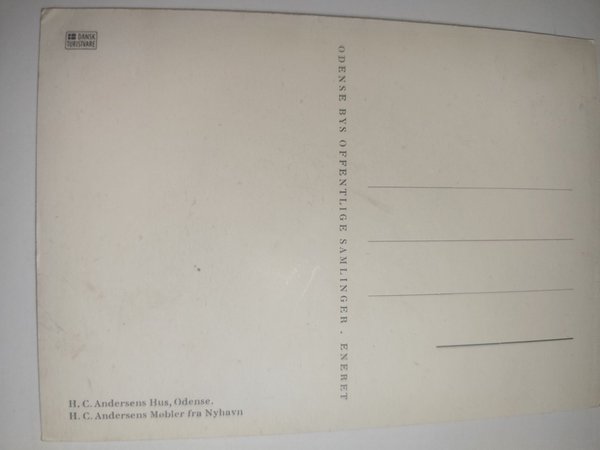 DANSK
TURISTVARE
ODENSE BYS OFFENTLIGE SAMLINGER . ENERET
H. C. Andersens Hus, Odense.
H. C. Andersens Møbler fra Nyhavn